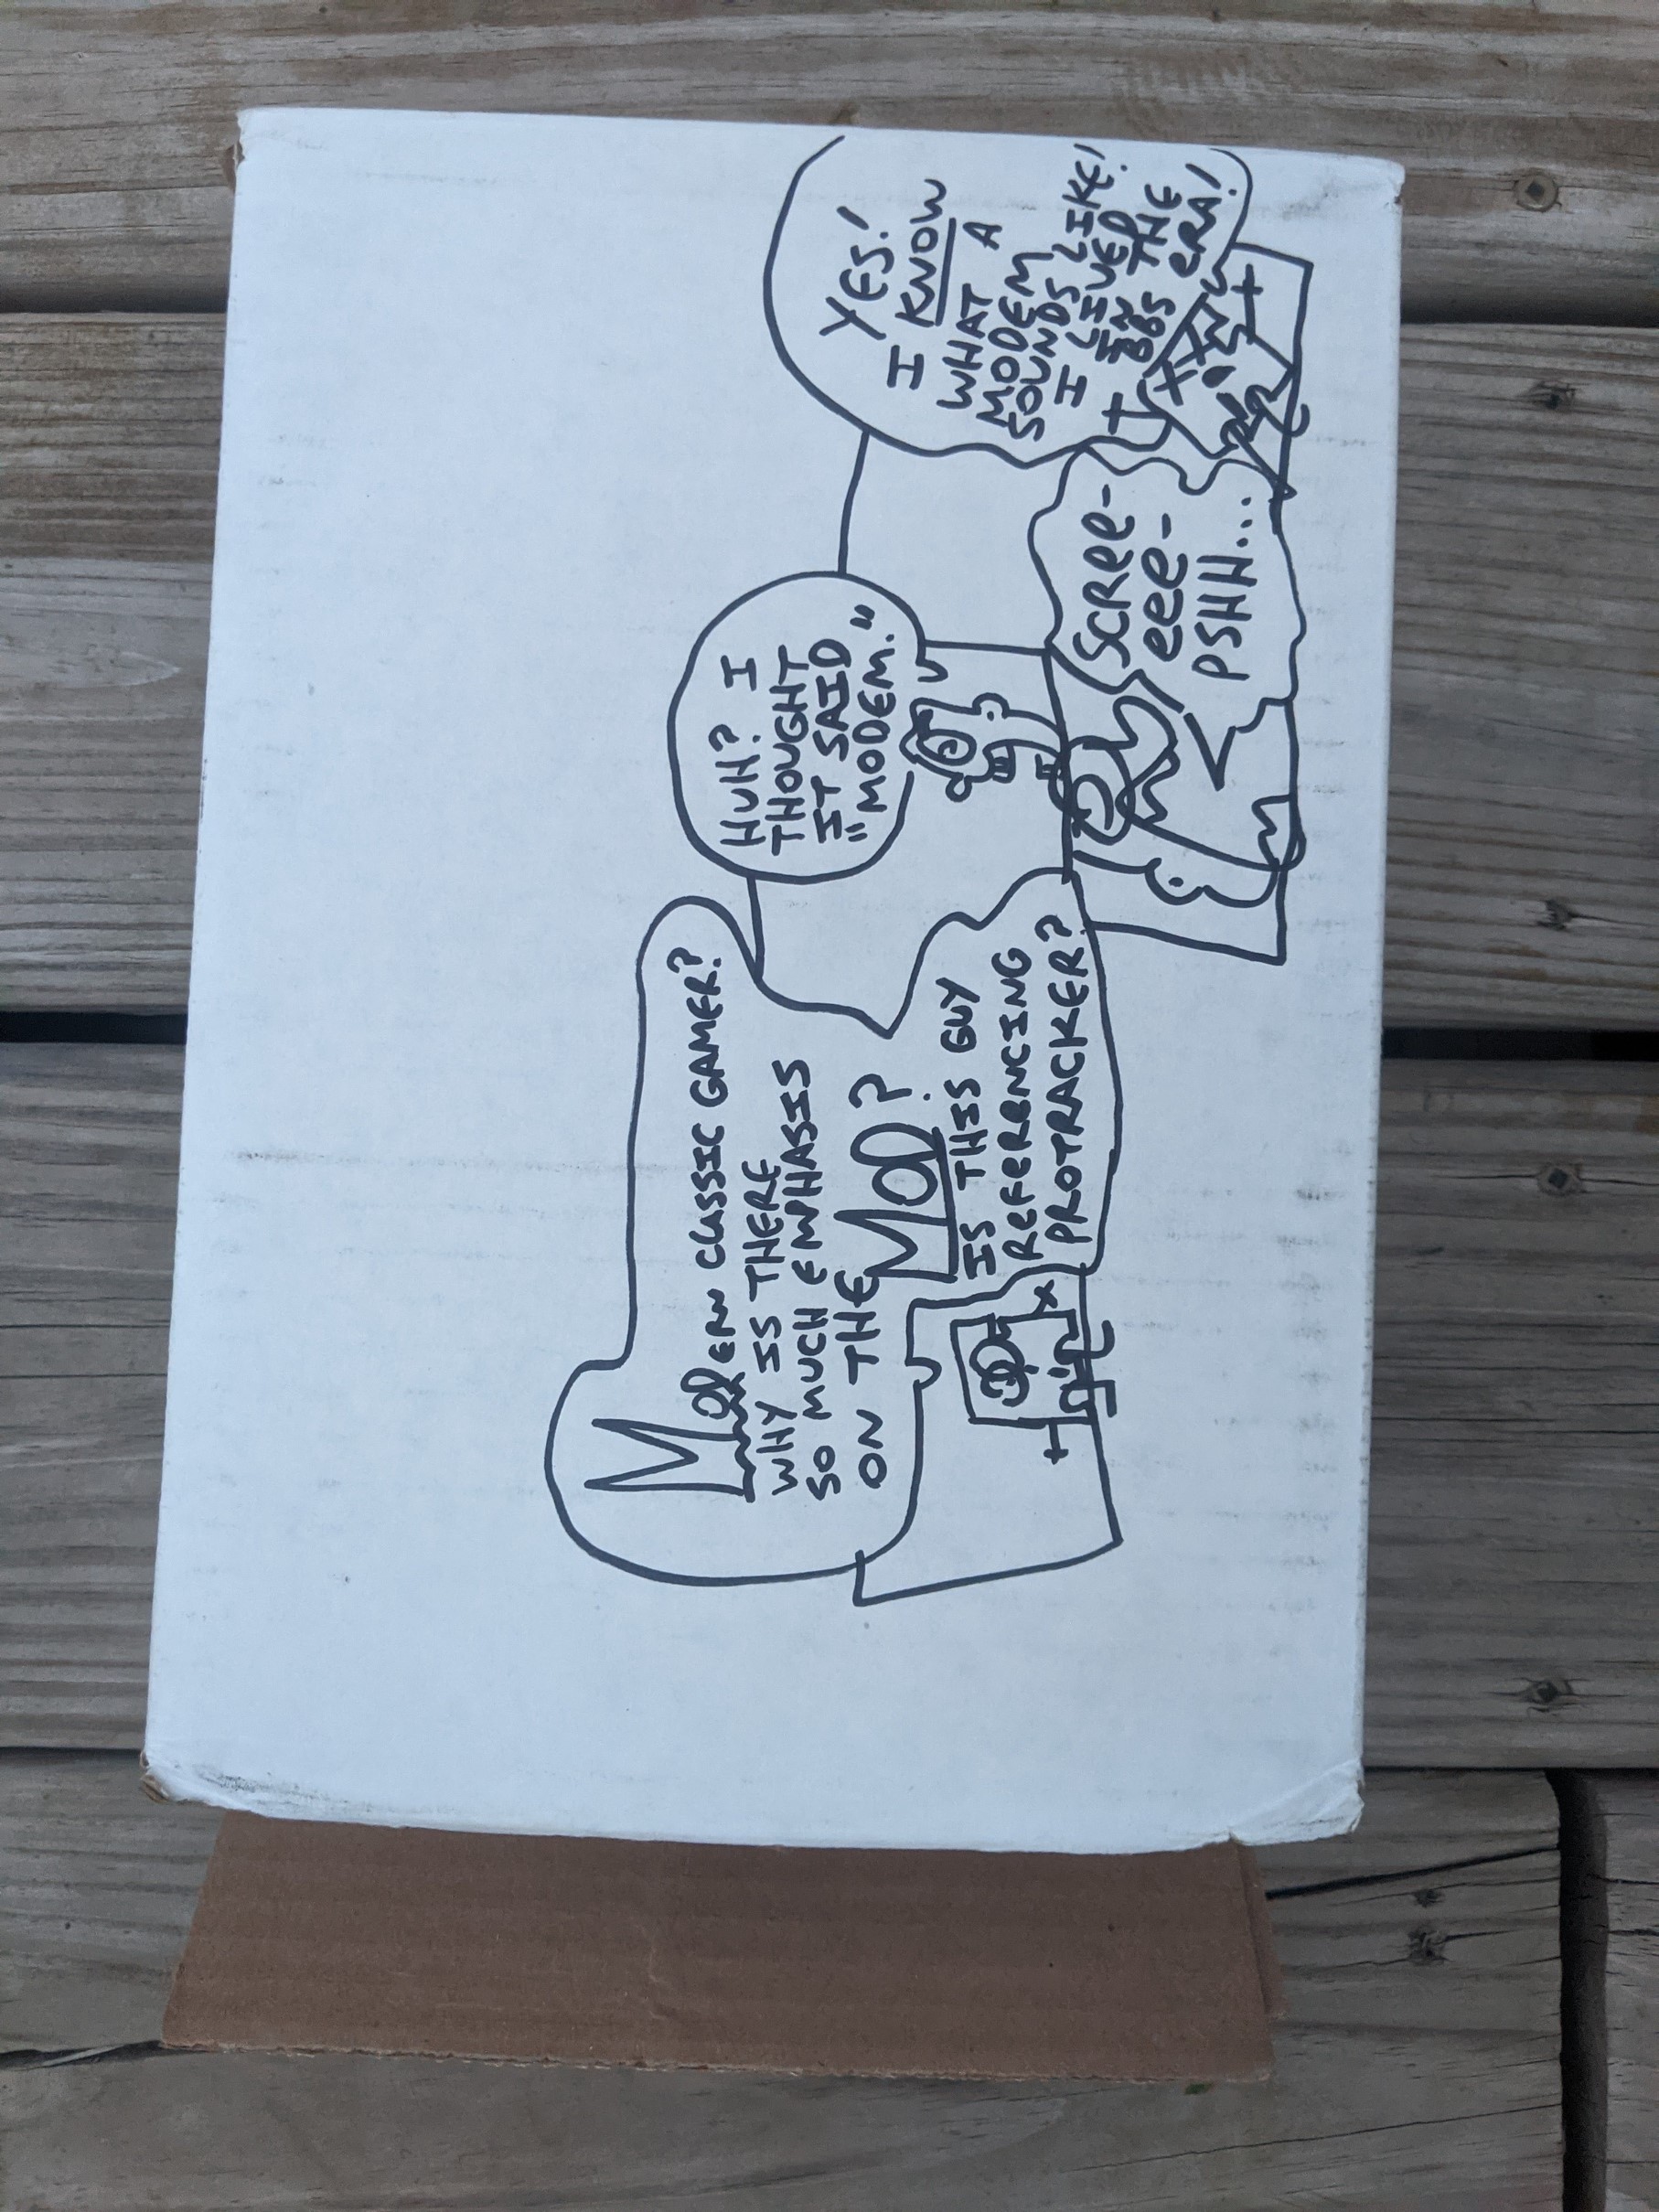 MODERN CLASSIC GAMER?
WHY IS THERE
SO MUCH EMPHASIS
ON THE MOD?
IS THIS GUY
REFERENCING
PROTRACKER?
HUH? I
THOUGHT
IT SAID
"MODEM."
SCREE-
EEE-
PSHH...
YES!
I KNOW
WHAT A
MODEM
SOUNDS LIKE!
I LIVED
IN THE
BBS ERA!